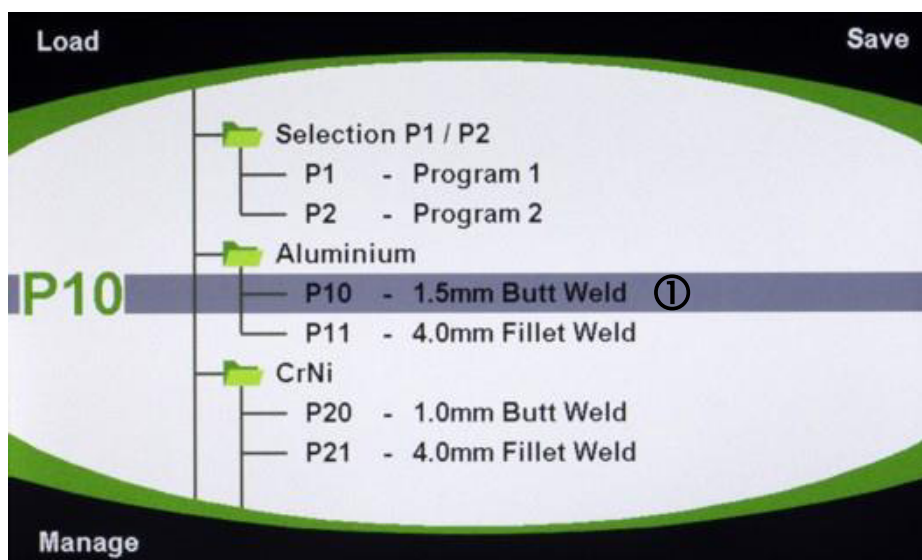 Load
Save
Selection P1 / P2
P1 - Program 1
P2 - Program 2
Aluminium
P10
P10 - 1.5mm Butt Weld ①
P11 - 4.0mm Fillet Weld
CrNi
P20 - 1.0mm Butt Weld
P21 - 4.0mm Fillet Weld
Manage